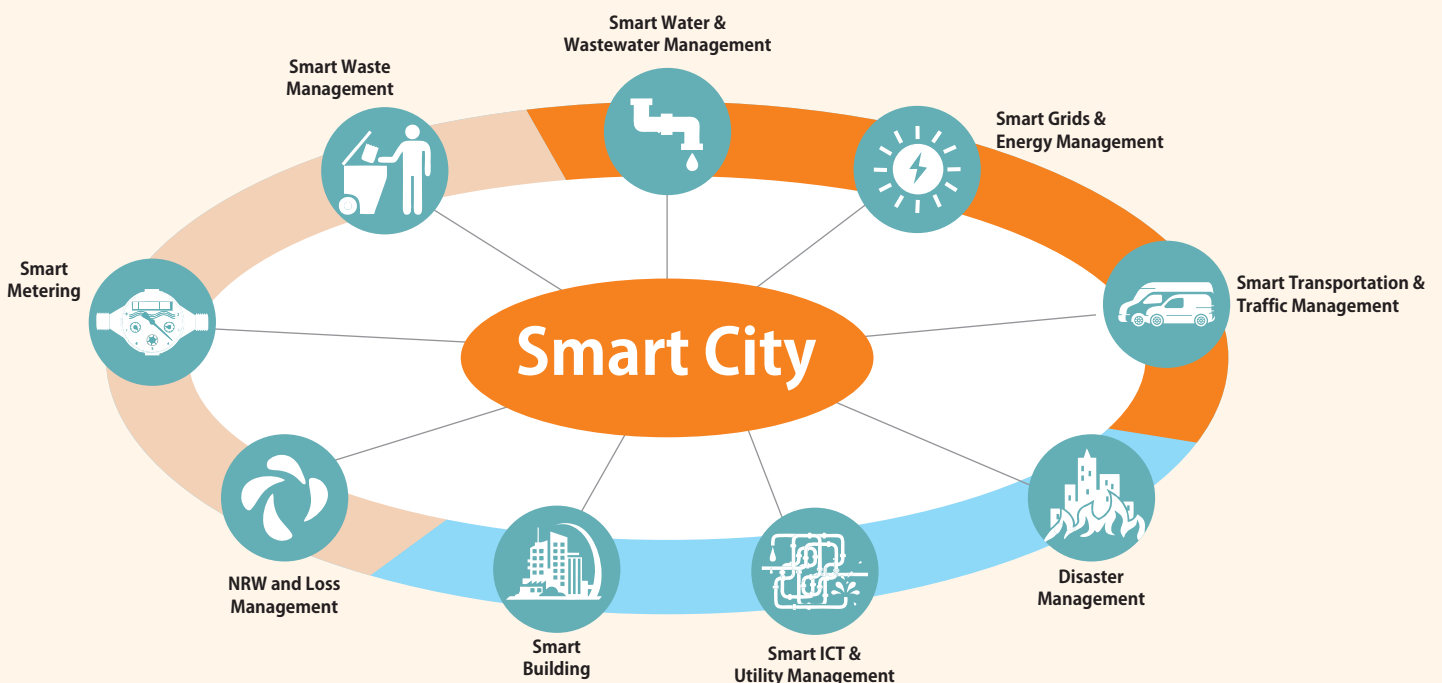 Smart Water &
Wastewater Management
Smart Waste
Management
Smart Grids &
Energy Management
Smart
Metering
Smart Transportation &
Traffic Management
Smart City
NRW and Loss
Management
Disaster
Management
Smart
Building
Smart ICT &
Utility Management